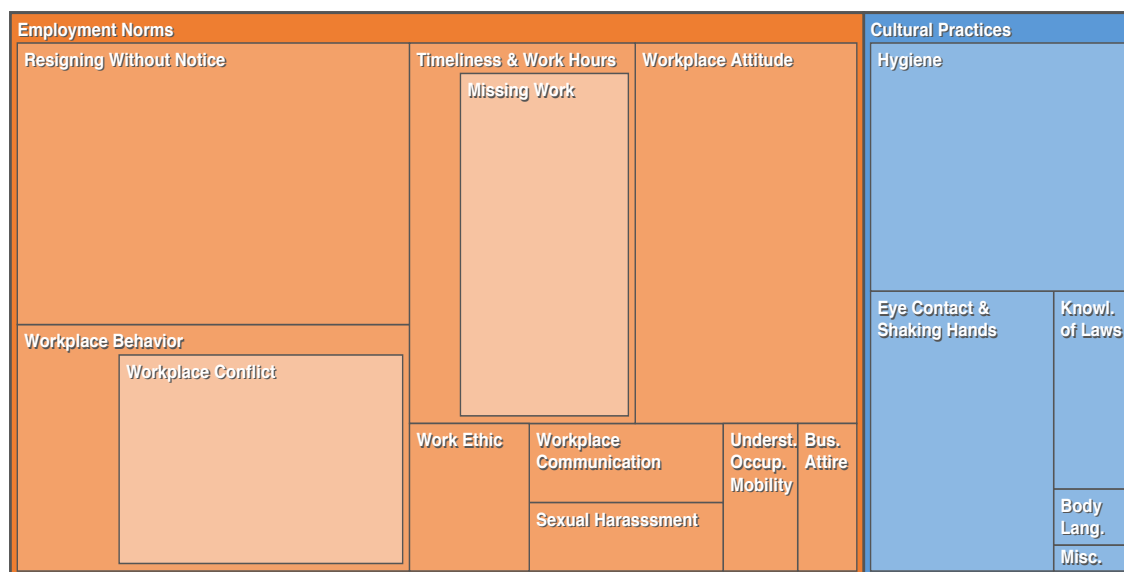 Employment Norms
Resigning Without Notice
Timeliness & Work Hours
Missing Work
Workplace Attitude
Workplace Behavior
Workplace Conflict
Work Ethic
Workplace
Communication
Sexual Harasssment
Underst.
Occup.
Mobility
Bus.
Attire
Cultural Practices
Hygiene
Eye Contact &
Shaking Hands
Knowl.
of Laws
Body
Lang.
Misc.